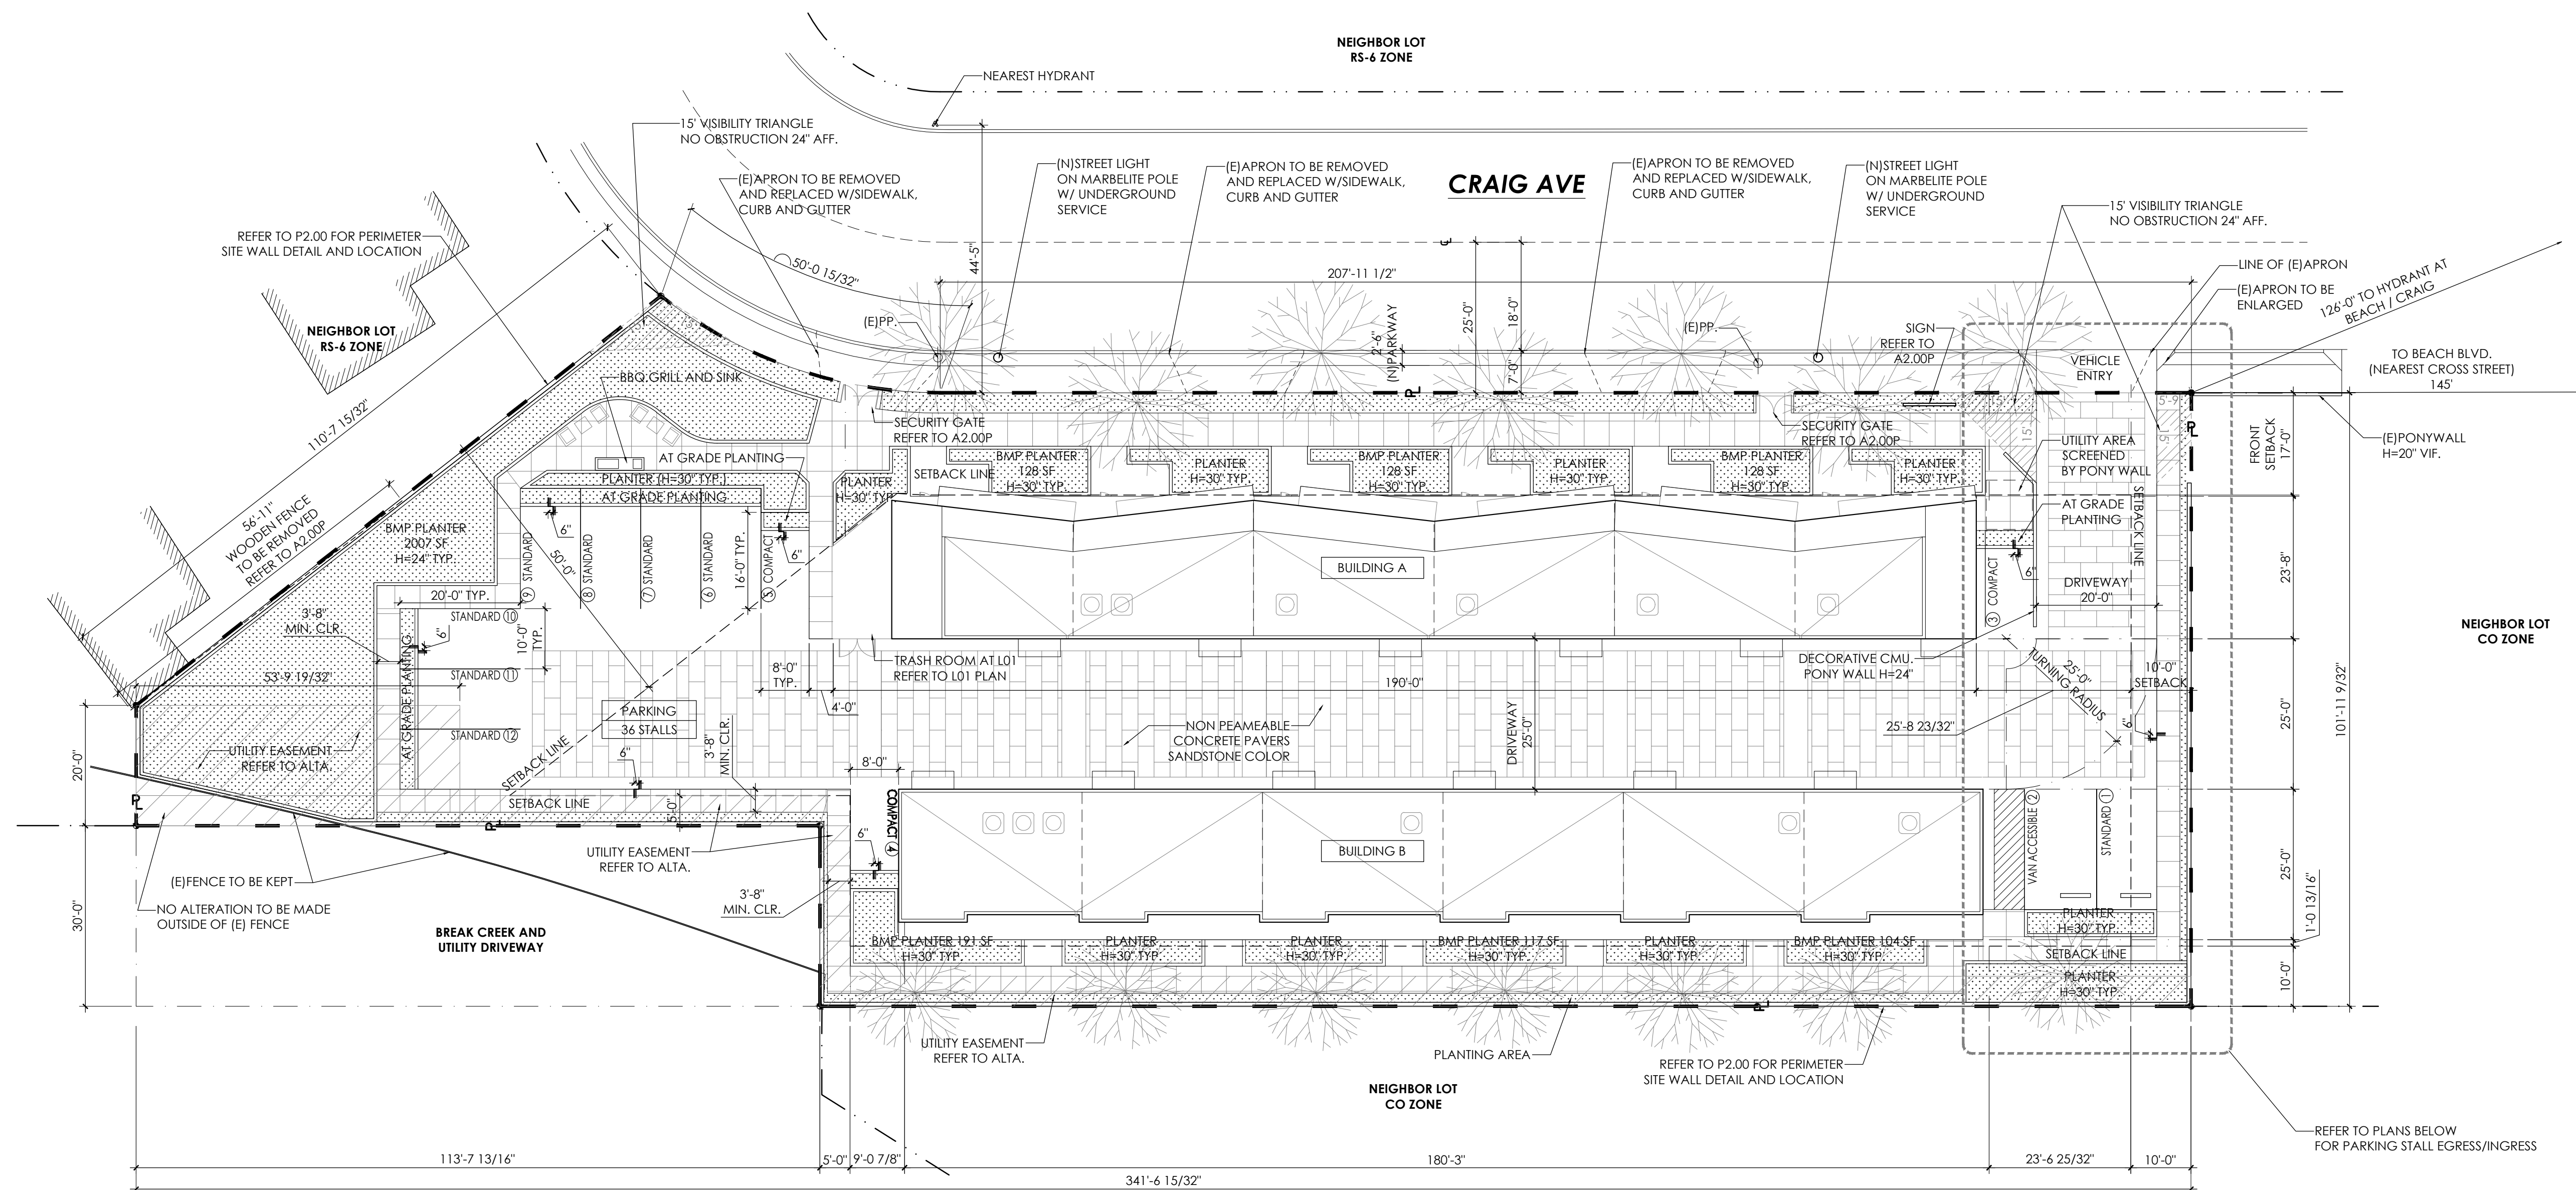 NEIGHBOR LOT
RS-6 ZONE
NEAREST HYDRANT
15' VISIBILITY TRIANGLE
NO OBSTRUCTION 24" AFF.
(E)APRON TO BE REMOVED
AND REPLACED W/SIDEWALK,
CURB AND GUTTER
(N)STREET LIGHT
ON MARBELITE POLE
W/ UNDERGROUND
SERVICE
(E)APRON TO BE REMOVED
AND REPLACED W/SIDEWALK,
CURB AND GUTTER
CRAIG AVE
(E)APRON TO BE REMOVED
AND REPLACED W/SIDEWALK,
CURB AND GUTTER
(N)STREET LIGHT
ON MARBELITE POLE
W/ UNDERGROUND
SERVICE
15' VISIBILITY TRIANGLE
NO OBSTRUCTION 24" AFF.
REFER TO P2.00 FOR PERIMETER
SITE WALL DETAIL AND LOCATION
LINE OF (E)APRON
(E)APRON TO BE
ENLARGED
126'-0" TO HYDRANT AT
BEACH / CRAIG
50'-0 15/32"
44'-5"
207'-11 1/2"
25'-0"
18'-0"
7'-0"
2'-6"
(N)PARKWAY
(E)PP.
(E)PP.
SIGN
REFER TO
A2.00P
VEHICLE
ENTRY
TO BEACH BLVD.
(NEAREST CROSS STREET)
145'
NEIGHBOR LOT
RS-6 ZONE
110'-7 15/32"
56'-11"
WOODEN FENCE
TO BE REMOVED
REFER TO A2.00P
BBQ GRILL AND SINK
SECURITY GATE
REFER TO A2.00P
SECURITY GATE
REFER TO A2.00P
15'
15'
15'
5'-9"
UTILITY AREA
SCREENED
BY PONY WALL
FRONT
SETBACK
17'-0"
(E)PONYWALL
H=20" VIF.
AT GRADE PLANTING
PLANTER (H=30" TYP.)
AT GRADE PLANTING
PLANTER
H=30" TYP.
SETBACK LINE
BMP PLANTER
128 SF
H=30" TYP.
PLANTER
H=30" TYP.
BMP PLANTER
128 SF
H=30" TYP.
PLANTER
H=30" TYP.
BMP PLANTER
128 SF
H=30" TYP.
PLANTER
H=30" TYP.
SETBACK LINE
AT GRADE
PLANTING
BMP PLANTER
2007 SF
H=24" TYP.
6"
50'-0"
9 STANDARD
8 STANDARD
7 STANDARD
6 STANDARD
16'-0" TYP.
5 COMPACT
6"
BUILDING A
3 COMPACT
6"
DRIVEWAY
20'-0"
23'-8"
20'-0" TYP.
3'-8"
MIN. CLR.
6"
STANDARD 10
10'-0"
TYP.
STANDARD 11
STANDARD 12
53'-9 19/32"
AT GRADE PLANTING
UTILITY EASEMENT
REFER TO ALTA.
TRASH ROOM AT L01
REFER TO L01 PLAN
8'-0"
TYP.
4'-0"
190'-0"
DECORATIVE CMU.
PONY WALL H=24"
25'-0"
TURNING RADIUS
10'-0"
SETBACK
25'-8 23/32"
6"
25'-0"
101'-11 9/32"
NEIGHBOR LOT
CO ZONE
PARKING
36 STALLS
SETBACK LINE
6"
3'-8"
MIN. CLR.
NON PEAMEABLE
CONCRETE PAVERS
SANDSTONE COLOR
DRIVEWAY
25'-0"
20'-0"
SETBACK LINE
5'-0"
8'-0"
COMPACT 4
6"
BUILDING B
VAN ACCESSIBLE 2
STANDARD 1
25'-0"
1'-0 13/16"
UTILITY EASEMENT
REFER TO ALTA.
3'-8"
MIN. CLR.
(E)FENCE TO BE KEPT
NO ALTERATION TO BE MADE
OUTSIDE OF (E) FENCE
30'-0"
BREAK CREEK AND
UTILITY DRIVEWAY
BMP PLANTER 191 SF
H=30" TYP.
PLANTER
H=30" TYP.
PLANTER
H=30" TYP.
BMP PLANTER 117 SF
H=30" TYP.
PLANTER
H=30" TYP.
BMP PLANTER 104 SF
H=30" TYP.
PLANTER
H=30" TYP.
SETBACK LINE
PLANTER
H=30" TYP.
10'-0"
UTILITY EASEMENT
REFER TO ALTA.
PLANTING AREA
REFER TO P2.00 FOR PERIMETER
SITE WALL DETAIL AND LOCATION
NEIGHBOR LOT
CO ZONE
REFER TO PLANS BELOW
FOR PARKING STALL EGRESS/INGRESS
113'-7 13/16"
5'-0"
9'-0 7/8"
180'-3"
23'-6 25/32"
10'-0"
341'-6 15/32"